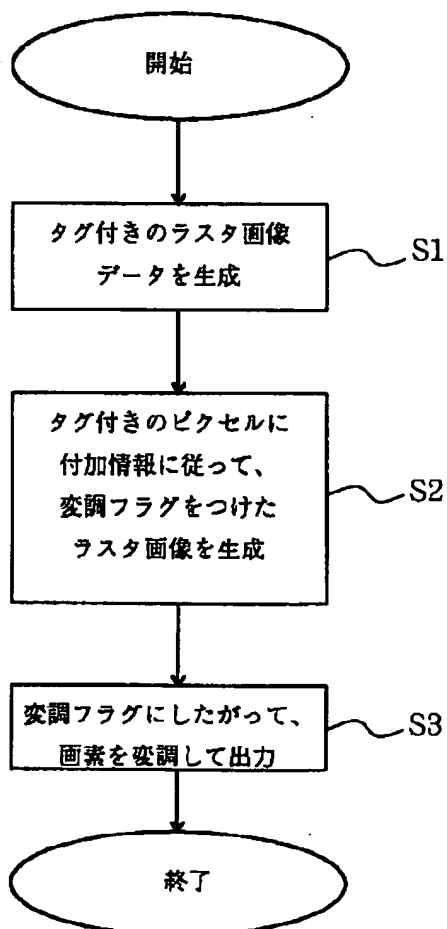 開始
タグ付きのラスタ画像
データを生成
S1
タグ付きのピクセルに
付加情報に従って、
変調フラグをつけた
ラスタ画像を生成
S2
変調フラグにしたがって、
画素を変調して出力
S3
終了